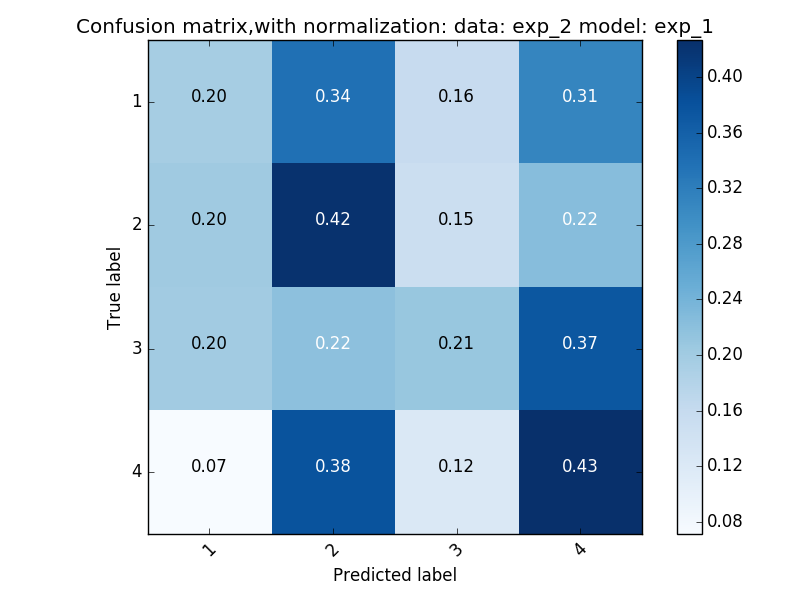 Confusion matrix,with normalization: data: exp_2 model: exp_1
True label
1 0.20 0.34 0.16 0.31
2 0.20 0.42 0.15 0.22
3 0.20 0.22 0.21 0.37
4 0.07 0.38 0.12 0.43
1 2 3 4
Predicted label
0.40
0.36
0.32
0.28
0.24
0.20
0.16
0.12
0.08